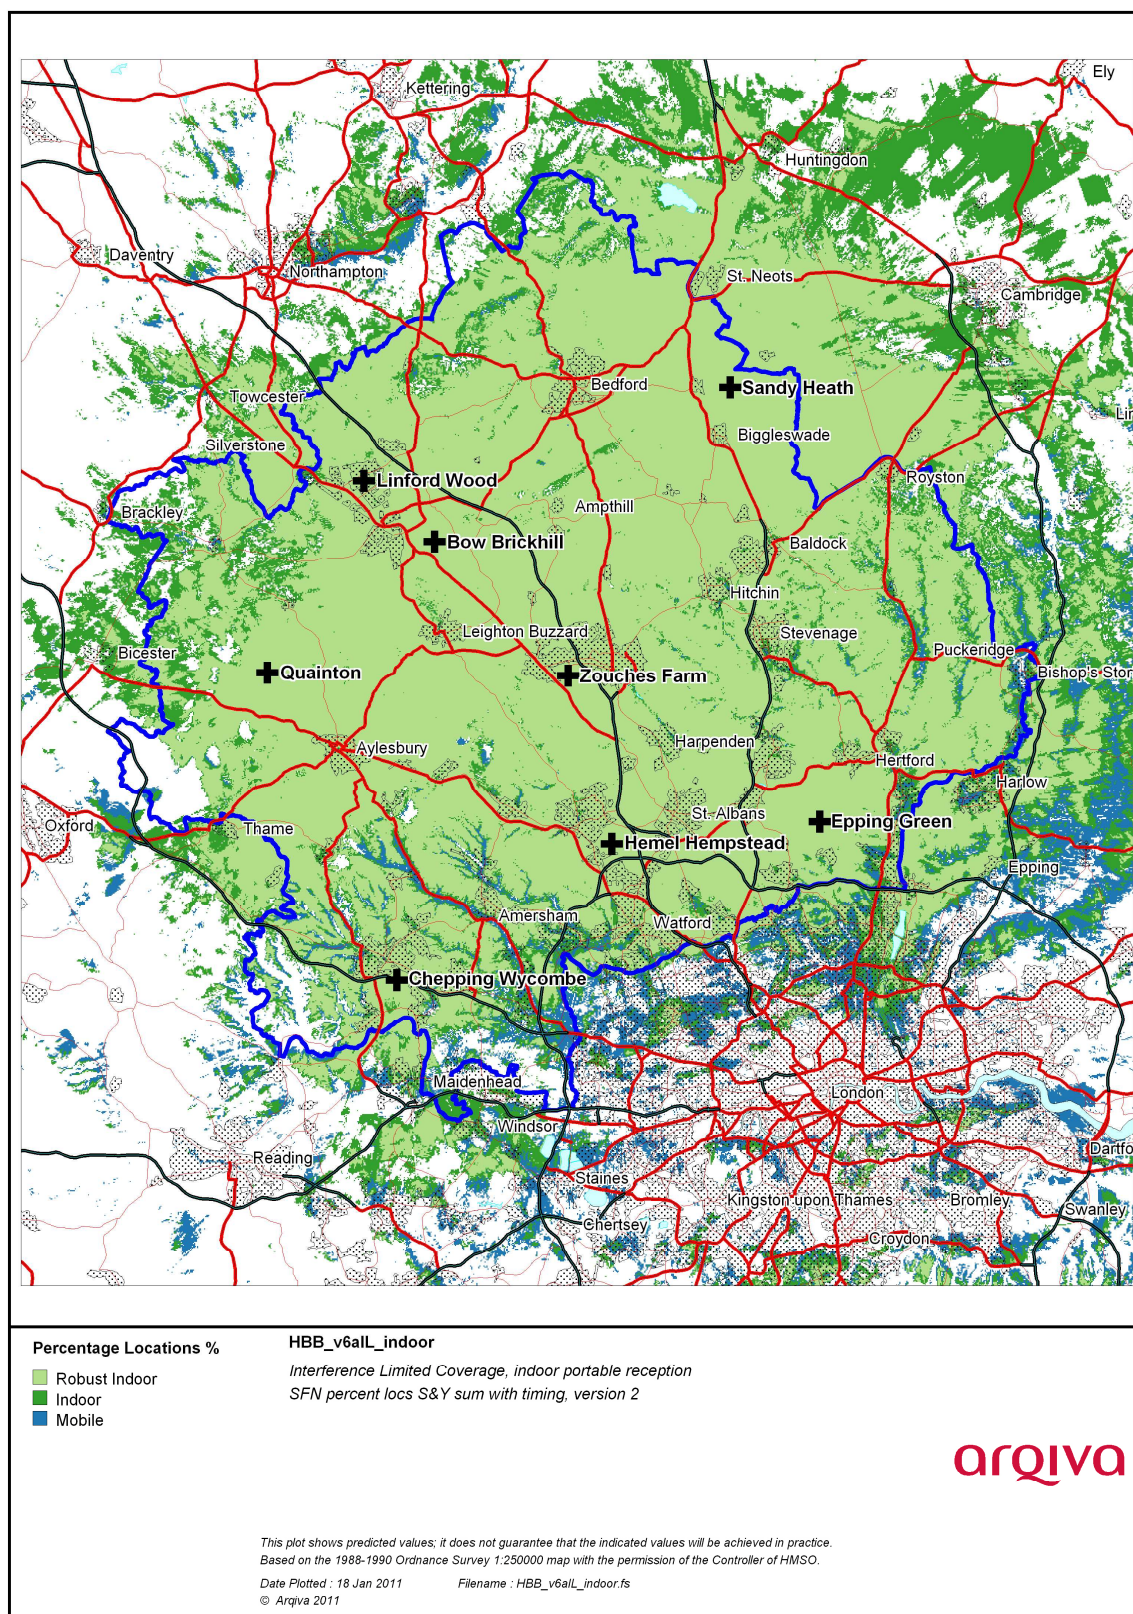 Ely
Kettering
Huntingdon
Daventry
Northampton
St. Neots
Cambridge
Bedford
Sandy Heath
Towcester
Biggleswade
Silverstone
Linford Wood
Royston
Brackley
Ampthill
Bow Brickhill
Baldock
Hitchin
Leighton Buzzard
Stevenage
Bicester
Puckeridge
Quainton
Zouches Farm
Bishop's Stor
Harpenden
Aylesbury
Hertford
Harlow
Oxford
Thame
St. Albans
Epping Green
Hemel Hempstead
Epping
Amersham
Watford
Chepping Wycombe
Maidenhead
London
Windsor
Reading
Dartfo
Staines
Kingston upon Thames
Bromley
Swanley
Chertsey
Croydon
Percentage Locations %
Robust Indoor
Indoor
Mobile
HBB_v6aIL_indoor
Interference Limited Coverage, indoor portable reception
SFN percent locs S&Y sum with timing, version 2
arqiva
This plot shows predicted values; it does not guarantee that the indicated values will be achieved in practice.
Based on the 1988-1990 Ordnance Survey 1:250000 map with the permission of the Controller of HMSO.
Date Plotted : 18 Jan 2011 Filename : HBB_v6aIL_indoor.fs
© Arqiva 2011